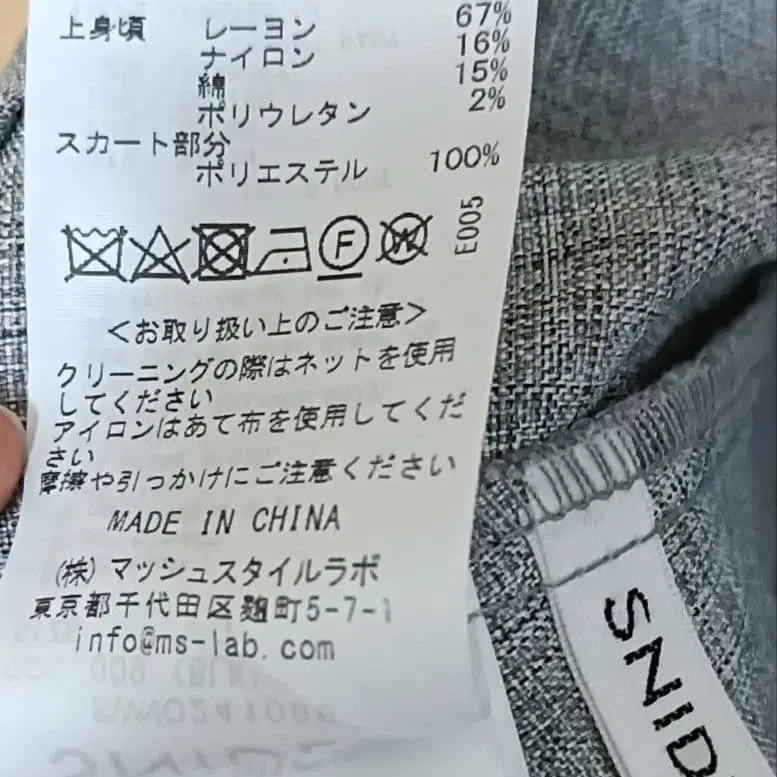 上身頃 レーヨン 67%
ナイロン 16%
綿 15%
ポリウレタン 2%
スカート部分
ポリエステル 100%
F
W
E005
<お取り扱い上のご注意>
クリーニングの際はネットを使用
してください
アイロンはあて布を使用してくだ
さい
摩擦や引っかけにご注意ください
MADE IN CHINA
(株)マッシュスタイルラボ
東京都千代田区麹町5-7-1
info@ms-lab.com
SNID